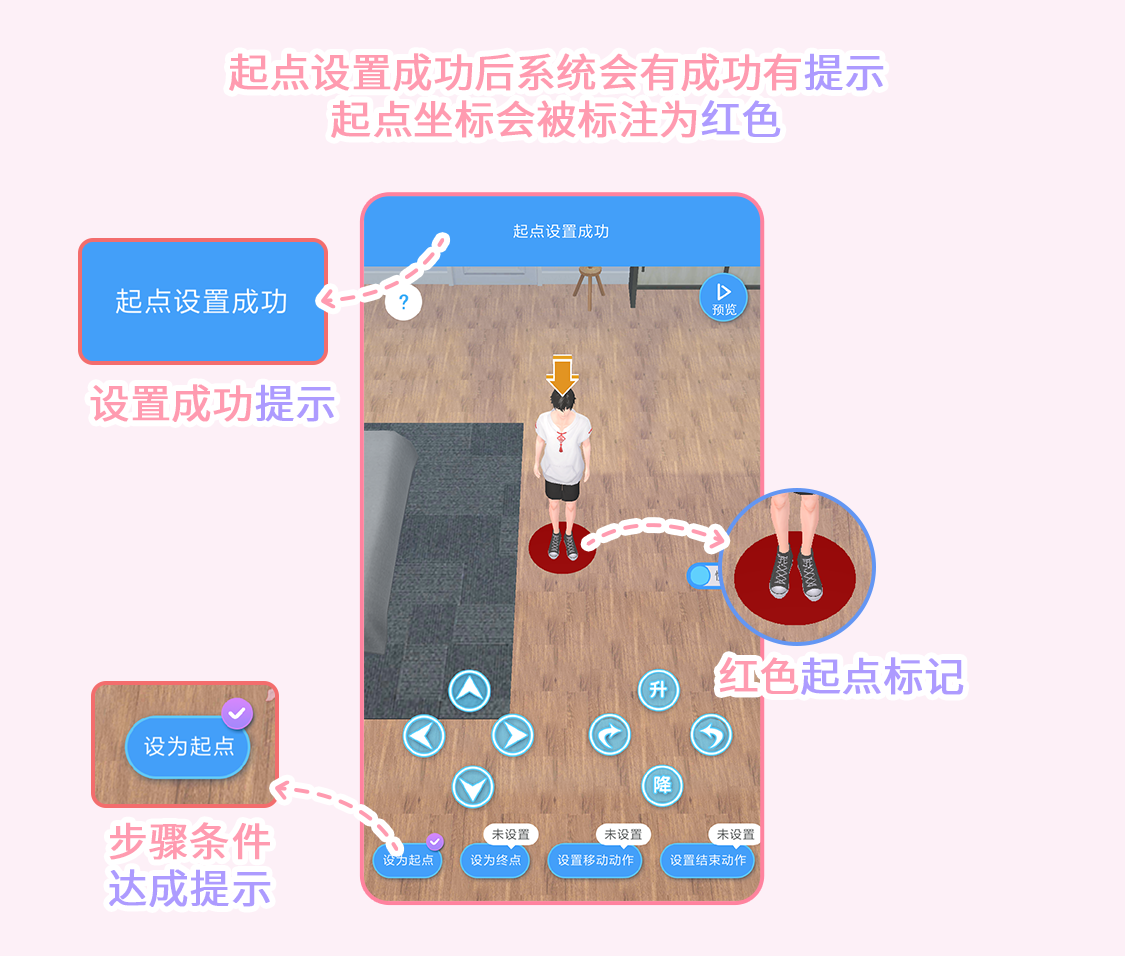 起点设置成功后系统会有成功有提示
起点坐标会被标注为红色
起点设置成功
起点设置成功
?
预览
设置成功提示
红色起点标记
升
降
设为起点
步骤条件
达成提示
未设置
未设置
未设置
设为起点
设为终点
设置移动动作
设置结束动作